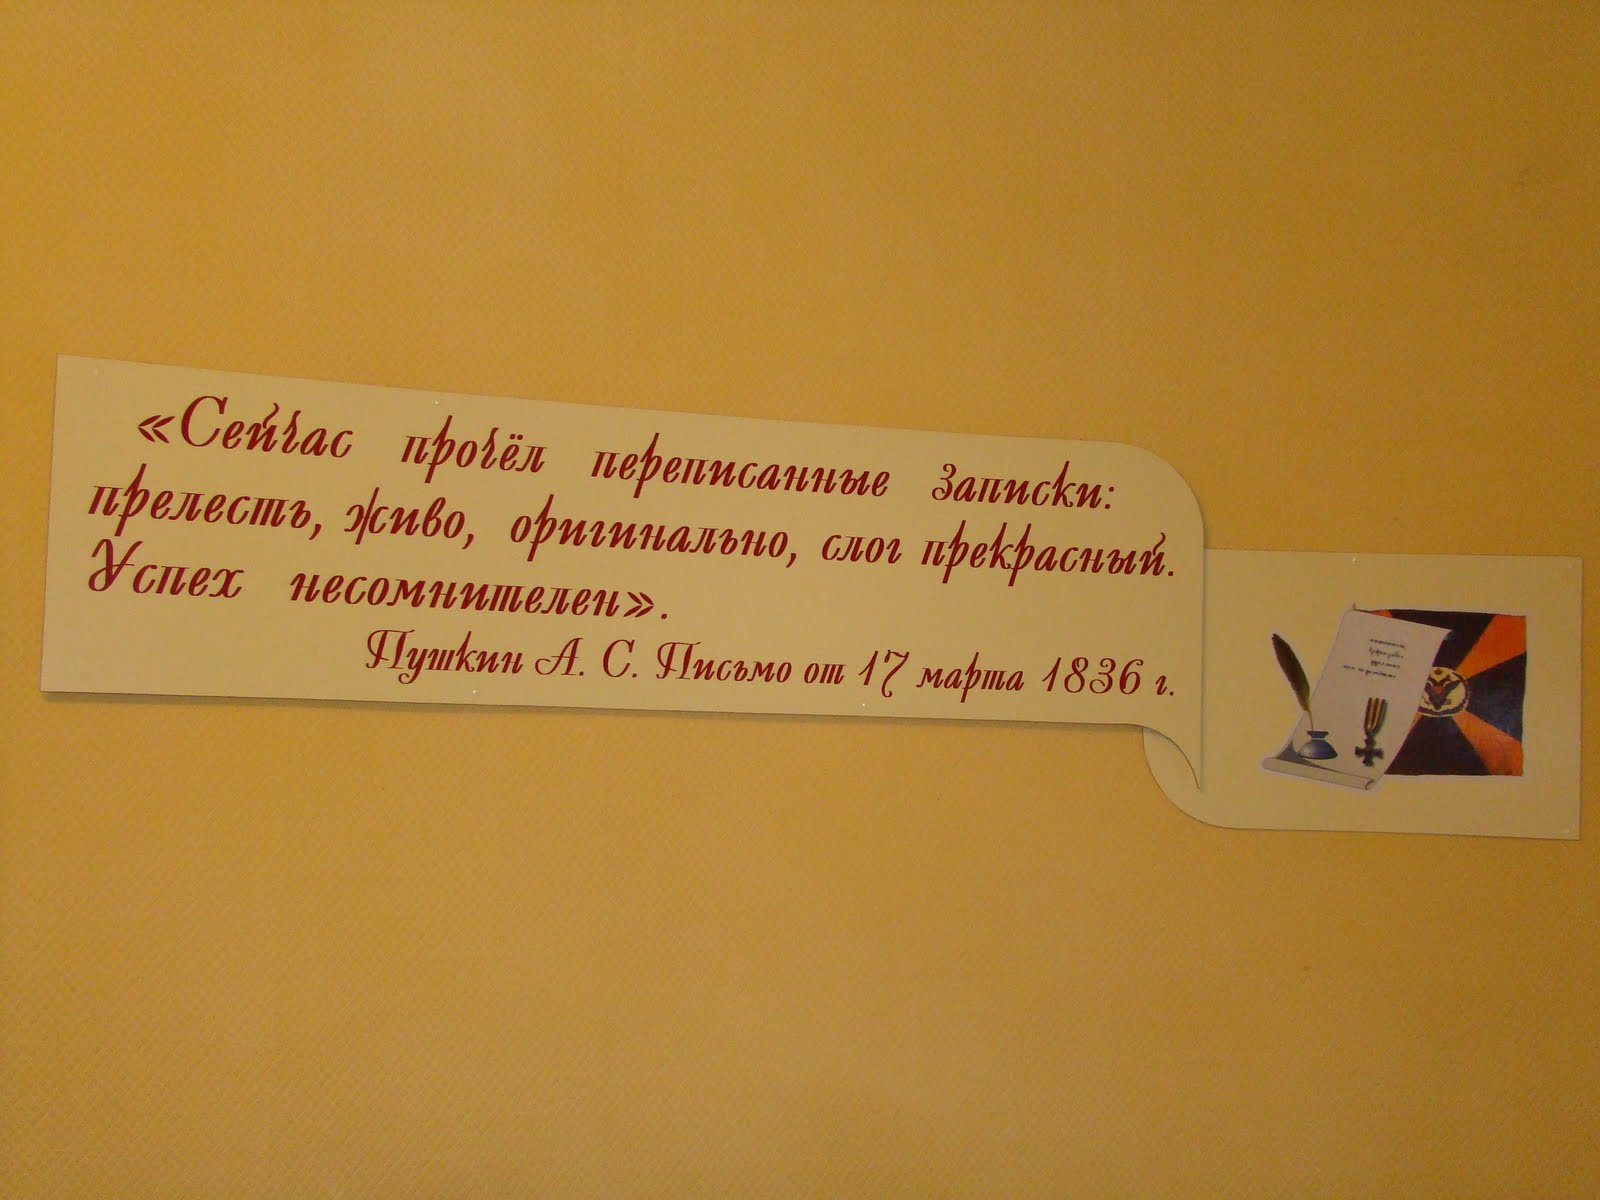 «Сейчас прочёл переписанные записки:
прелесть, живо, оригинально, слог прекрасный.
Успех несомнителен».
Пушкин А. С. Письмо от 17 марта 1836 г.